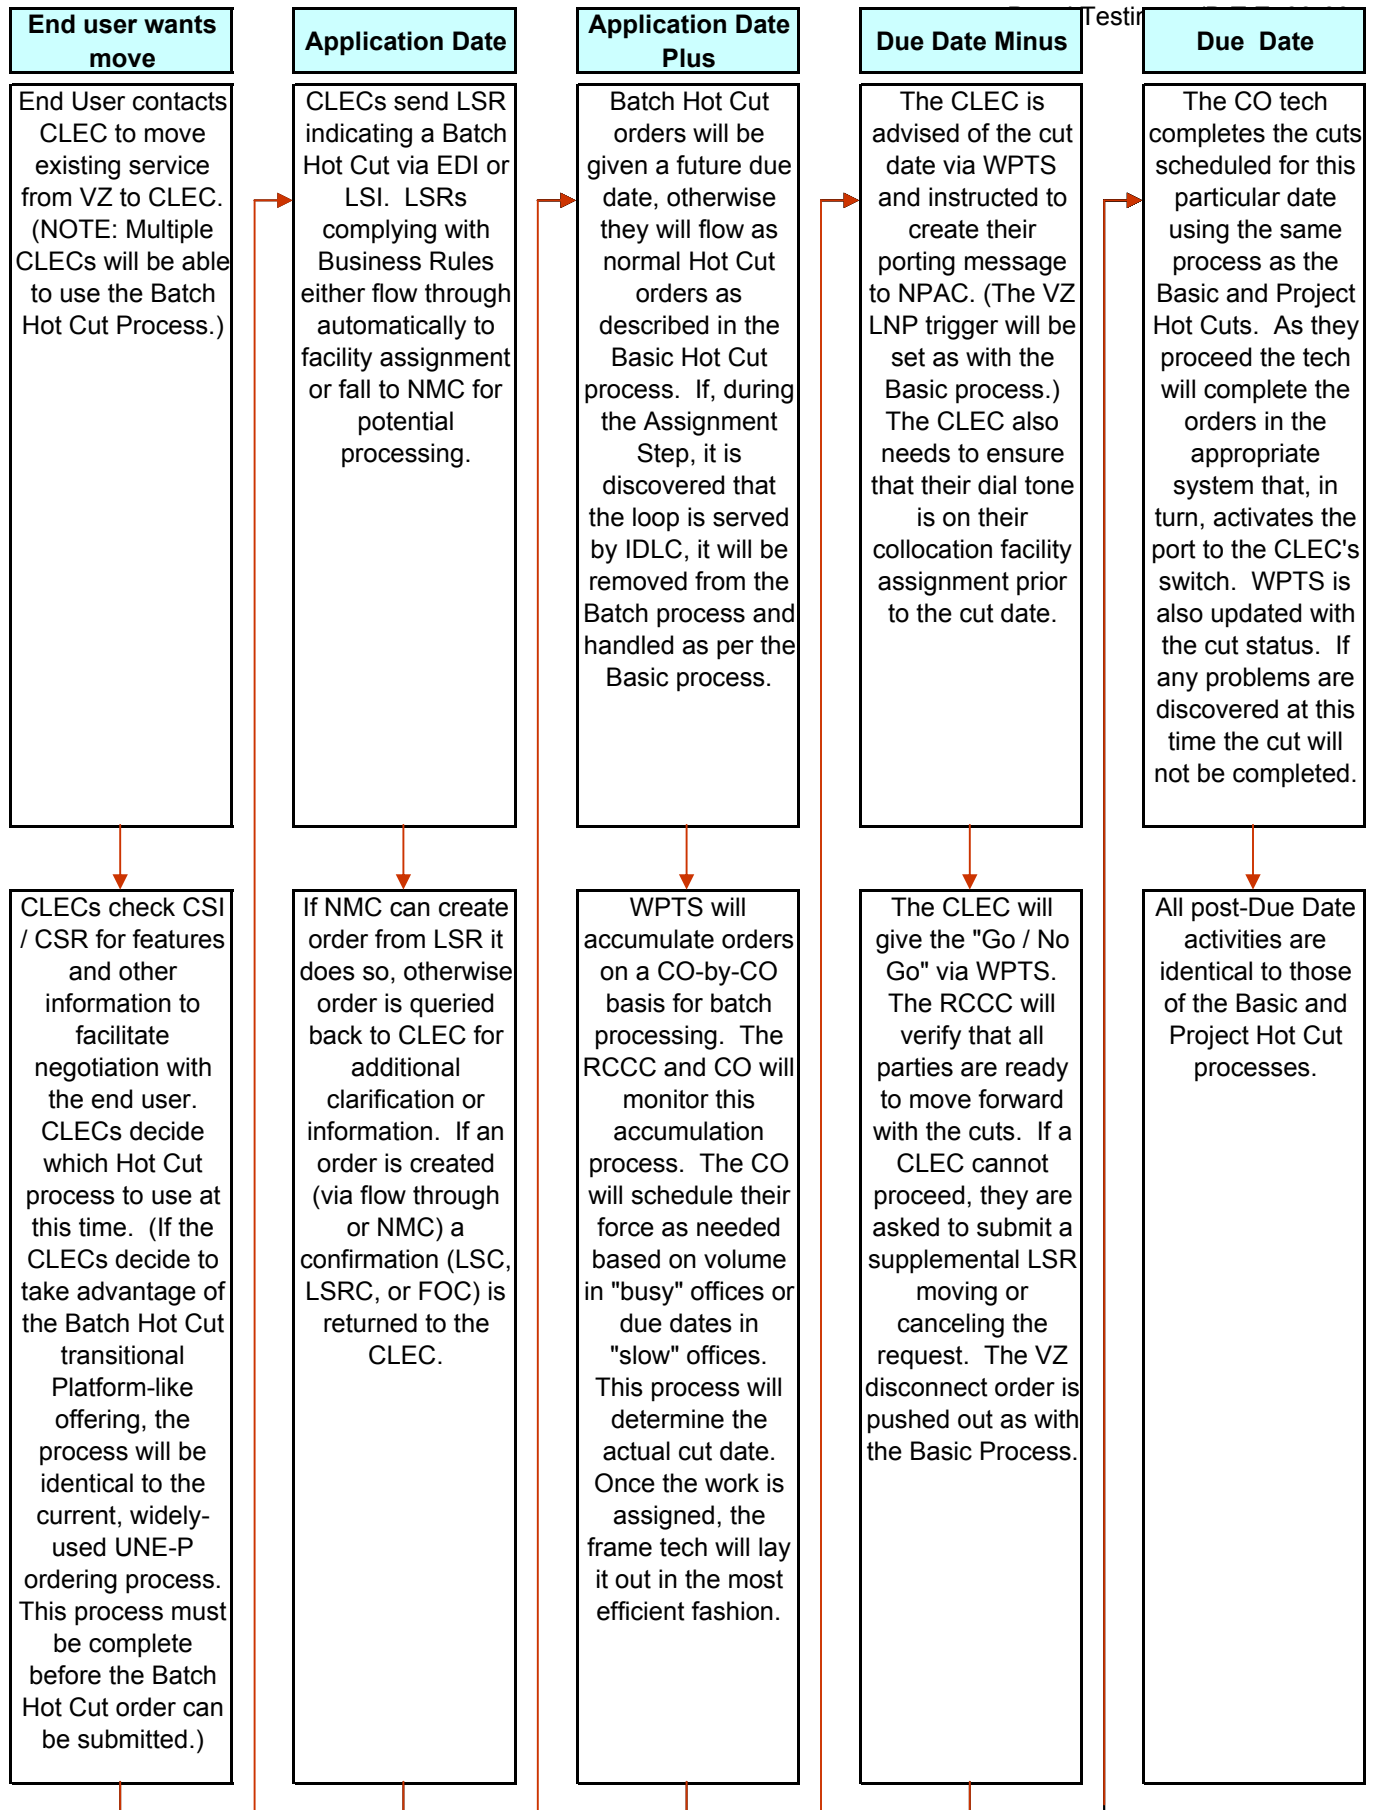 Testi
End user wants
move
End User contacts
CLEC to move
existing service
from VZ to CLEC.
(NOTE: Multiple
CLECs will be able
to use the Batch
Hot Cut Process.)
CLECs check CSI
/ CSR for features
and other
information to
facilitate
negotiation with
the end user.
CLECs decide
which Hot Cut
process to use at
this time. (If the
CLECs decide to
take advantage of
the Batch Hot Cut
transitional
Platform-like
offering, the
process will be
identical to the
current, widely-
used UNE-P
ordering process.
This process must
be complete
before the Batch
Hot Cut order can
be submitted.)
Application Date
CLECs send LSR
indicating a Batch
Hot Cut via EDI or
LSI. LSRs
complying with
Business Rules
either flow through
automatically to
facility assignment
or fall to NMC for
potential
processing.
If NMC can create
order from LSR it
does so, otherwise
order is queried
back to CLEC for
additional
clarification or
information. If an
order is created
(via flow through
or NMC) a
confirmation (LSC,
LSRC, or FOC) is
returned to the
CLEC.
Application Date
Plus
Batch Hot Cut
orders will be
given a future due
date, otherwise
they will flow as
normal Hot Cut
orders as
described in the
Basic Hot Cut
process. If, during
the Assignment
Step, it is
discovered that
the loop is served
by IDLC, it will be
removed from the
Batch process and
handled as per the
Basic process.
WPTS will
accumulate orders
on a CO-by-CO
basis for batch
processing. The
RCCC and CO will
monitor this
accumulation
process. The CO
will schedule their
force as needed
based on volume
in "busy" offices or
due dates in
"slow" offices.
This process will
determine the
actual cut date.
Once the work is
assigned, the
frame tech will lay
it out in the most
efficient fashion.
Due Date Minus
The CLEC is
advised of the cut
date via WPTS
and instructed to
create their
porting message
to NPAC. (The VZ
LNP trigger will be
set as with the
Basic process.)
The CLEC also
needs to ensure
that their dial tone
is on their
collocation facility
assignment prior
to the cut date.
The CLEC will
give the "Go / No
Go" via WPTS.
The RCCC will
verify that all
parties are ready
to move forward
with the cuts. If a
CLEC cannot
proceed, they are
asked to submit a
supplemental LSR
moving or
canceling the
request. The VZ
disconnect order is
pushed out as with
the Basic Process.
Due Date
The CO tech
completes the cuts
scheduled for this
particular date
using the same
process as the
Basic and Project
Hot Cuts. As they
proceed the tech
will complete the
orders in the
appropriate
system that, in
turn, activates the
port to the CLEC's
switch. WPTS is
also updated with
the cut status. If
any problems are
discovered at this
time the cut will
not be completed.
All post-Due Date
activities are
identical to those
of the Basic and
Project Hot Cut
processes.